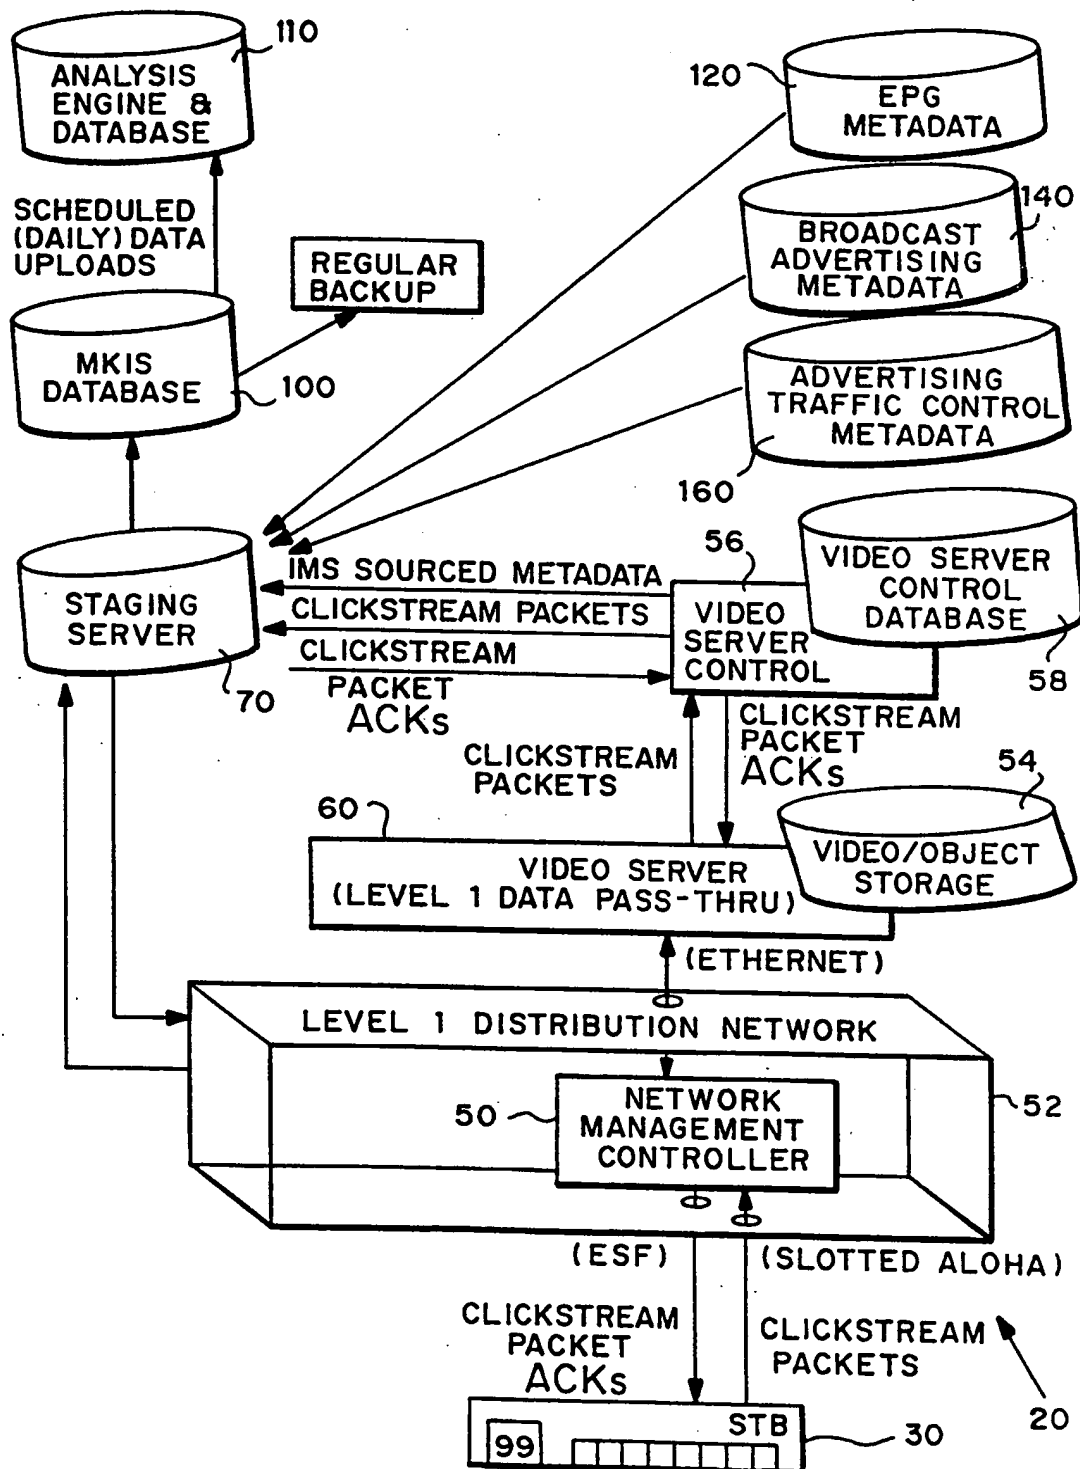 110
ANALYSIS
ENGINE &
DATABASE
120
EPG
METADATA
SCHEDULED
(DAILY) DATA
UPLOADS
REGULAR
BACKUP
140
BROADCAST
ADVERTISING
METADATA
MKIS
DATABASE
100
ADVERTISING
TRAFFIC CONTROL
METADATA
160
STAGING
SERVER
70
IMS SOURCED METADATA
CLICKSTREAM PACKETS
CLICKSTREAM
PACKET
ACKs
56
VIDEO
SERVER
CONTROL
VIDEO SERVER
CONTROL
DATABASE
58
CLICKSTREAM
PACKETS
CLICKSTREAM
PACKET
ACKs
54
60
VIDEO SERVER
(LEVEL 1 DATA PASS-THRU)
VIDEO/OBJECT
STORAGE
(ETHERNET)
LEVEL 1 DISTRIBUTION NETWORK
50
NETWORK
MANAGEMENT
CONTROLLER
52
(ESF)
(SLOTTED ALOHA)
CLICKSTREAM
PACKET
ACKs
CLICKSTREAM
PACKETS
20
STB
99
30